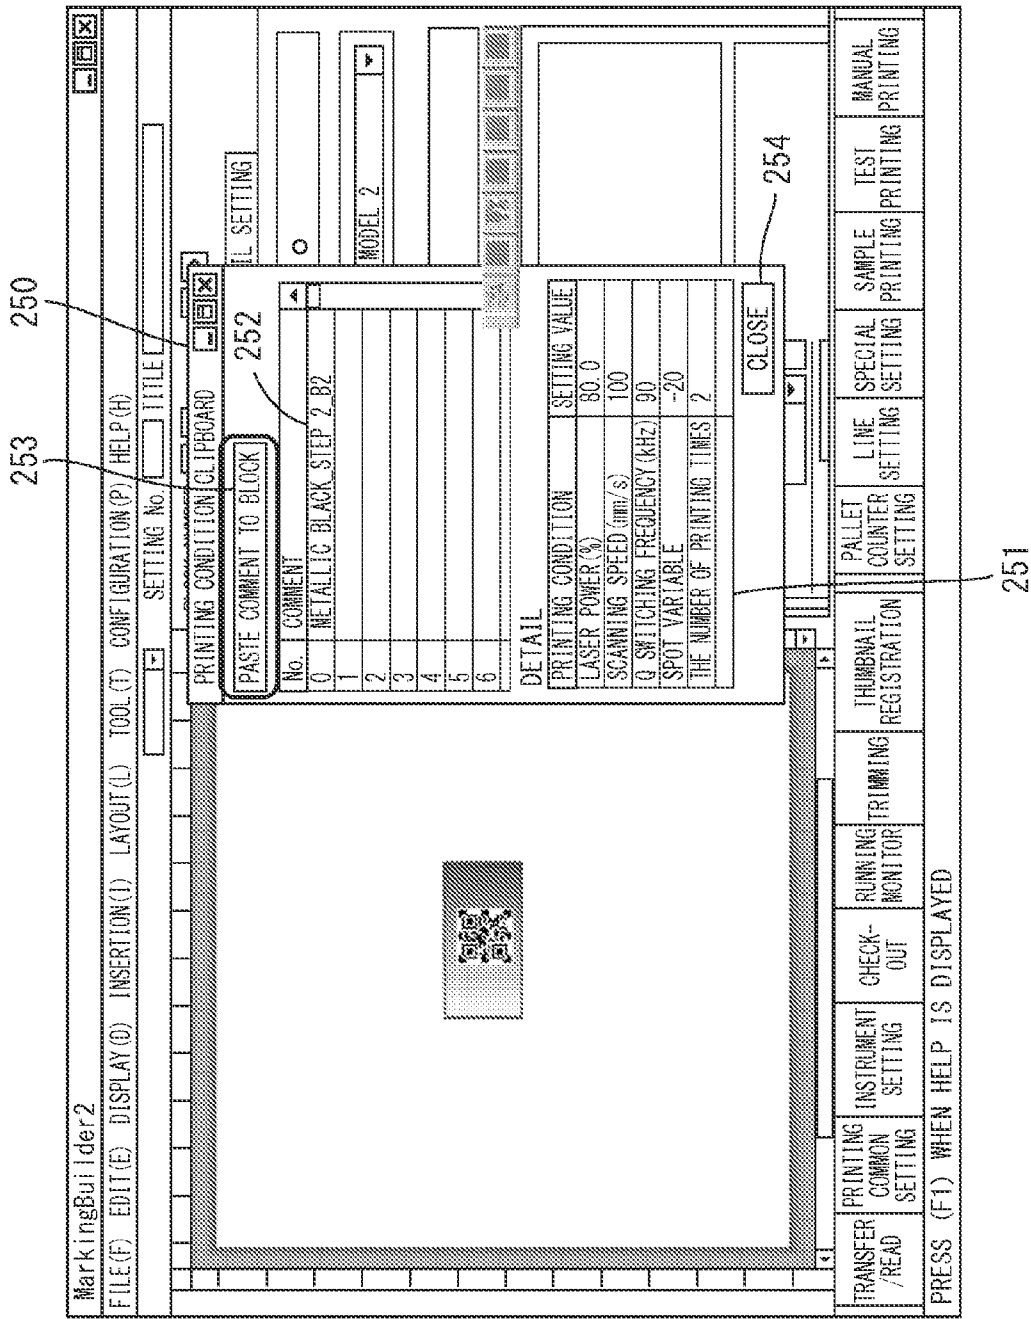 MarkingBuilder2
FILE(F) EDIT(E) DISPLAY(D) INSERTION(I) LAYOUT(L) TOOL(T) CONFIGURATION(P) HELP(H)
SETTING No. TITLE
253
250
PRINTING CONDITION CLIPBOARD
PASTE COMMENT TO BLOCK
252
IL SETTING
No. COMMENT
0 METALLIC BLACK_STEP 2_B2
1
2
3
4
5
6
MODEL 2
DETAIL
PRINTING CONDITION SETTING VALUE
LASER POWER(%) 80.0
SCANNING SPEED(mm/s) 100
Q SWITCHING FREQUENCY(kHz) 90
SPOT VARIABLE -20
THE NUMBER OF PRINTING TIMES 2
CLOSE
254
251
TRANSFER
/READ
PRINTING
COMMON
SETTING
INSTRUMENT
SETTING
CHECK-
OUT
RUNNING
MONITOR
TRIMMING
THUMBNAIL
REGISTRATION
PALLET
COUNTER
SETTING
LINE
SETTING
SPECIAL
SETTING
SAMPLE
PRINTING
TEST
PRINTING
MANUAL
PRINTING
PRESS (F1) WHEN HELP IS DISPLAYED